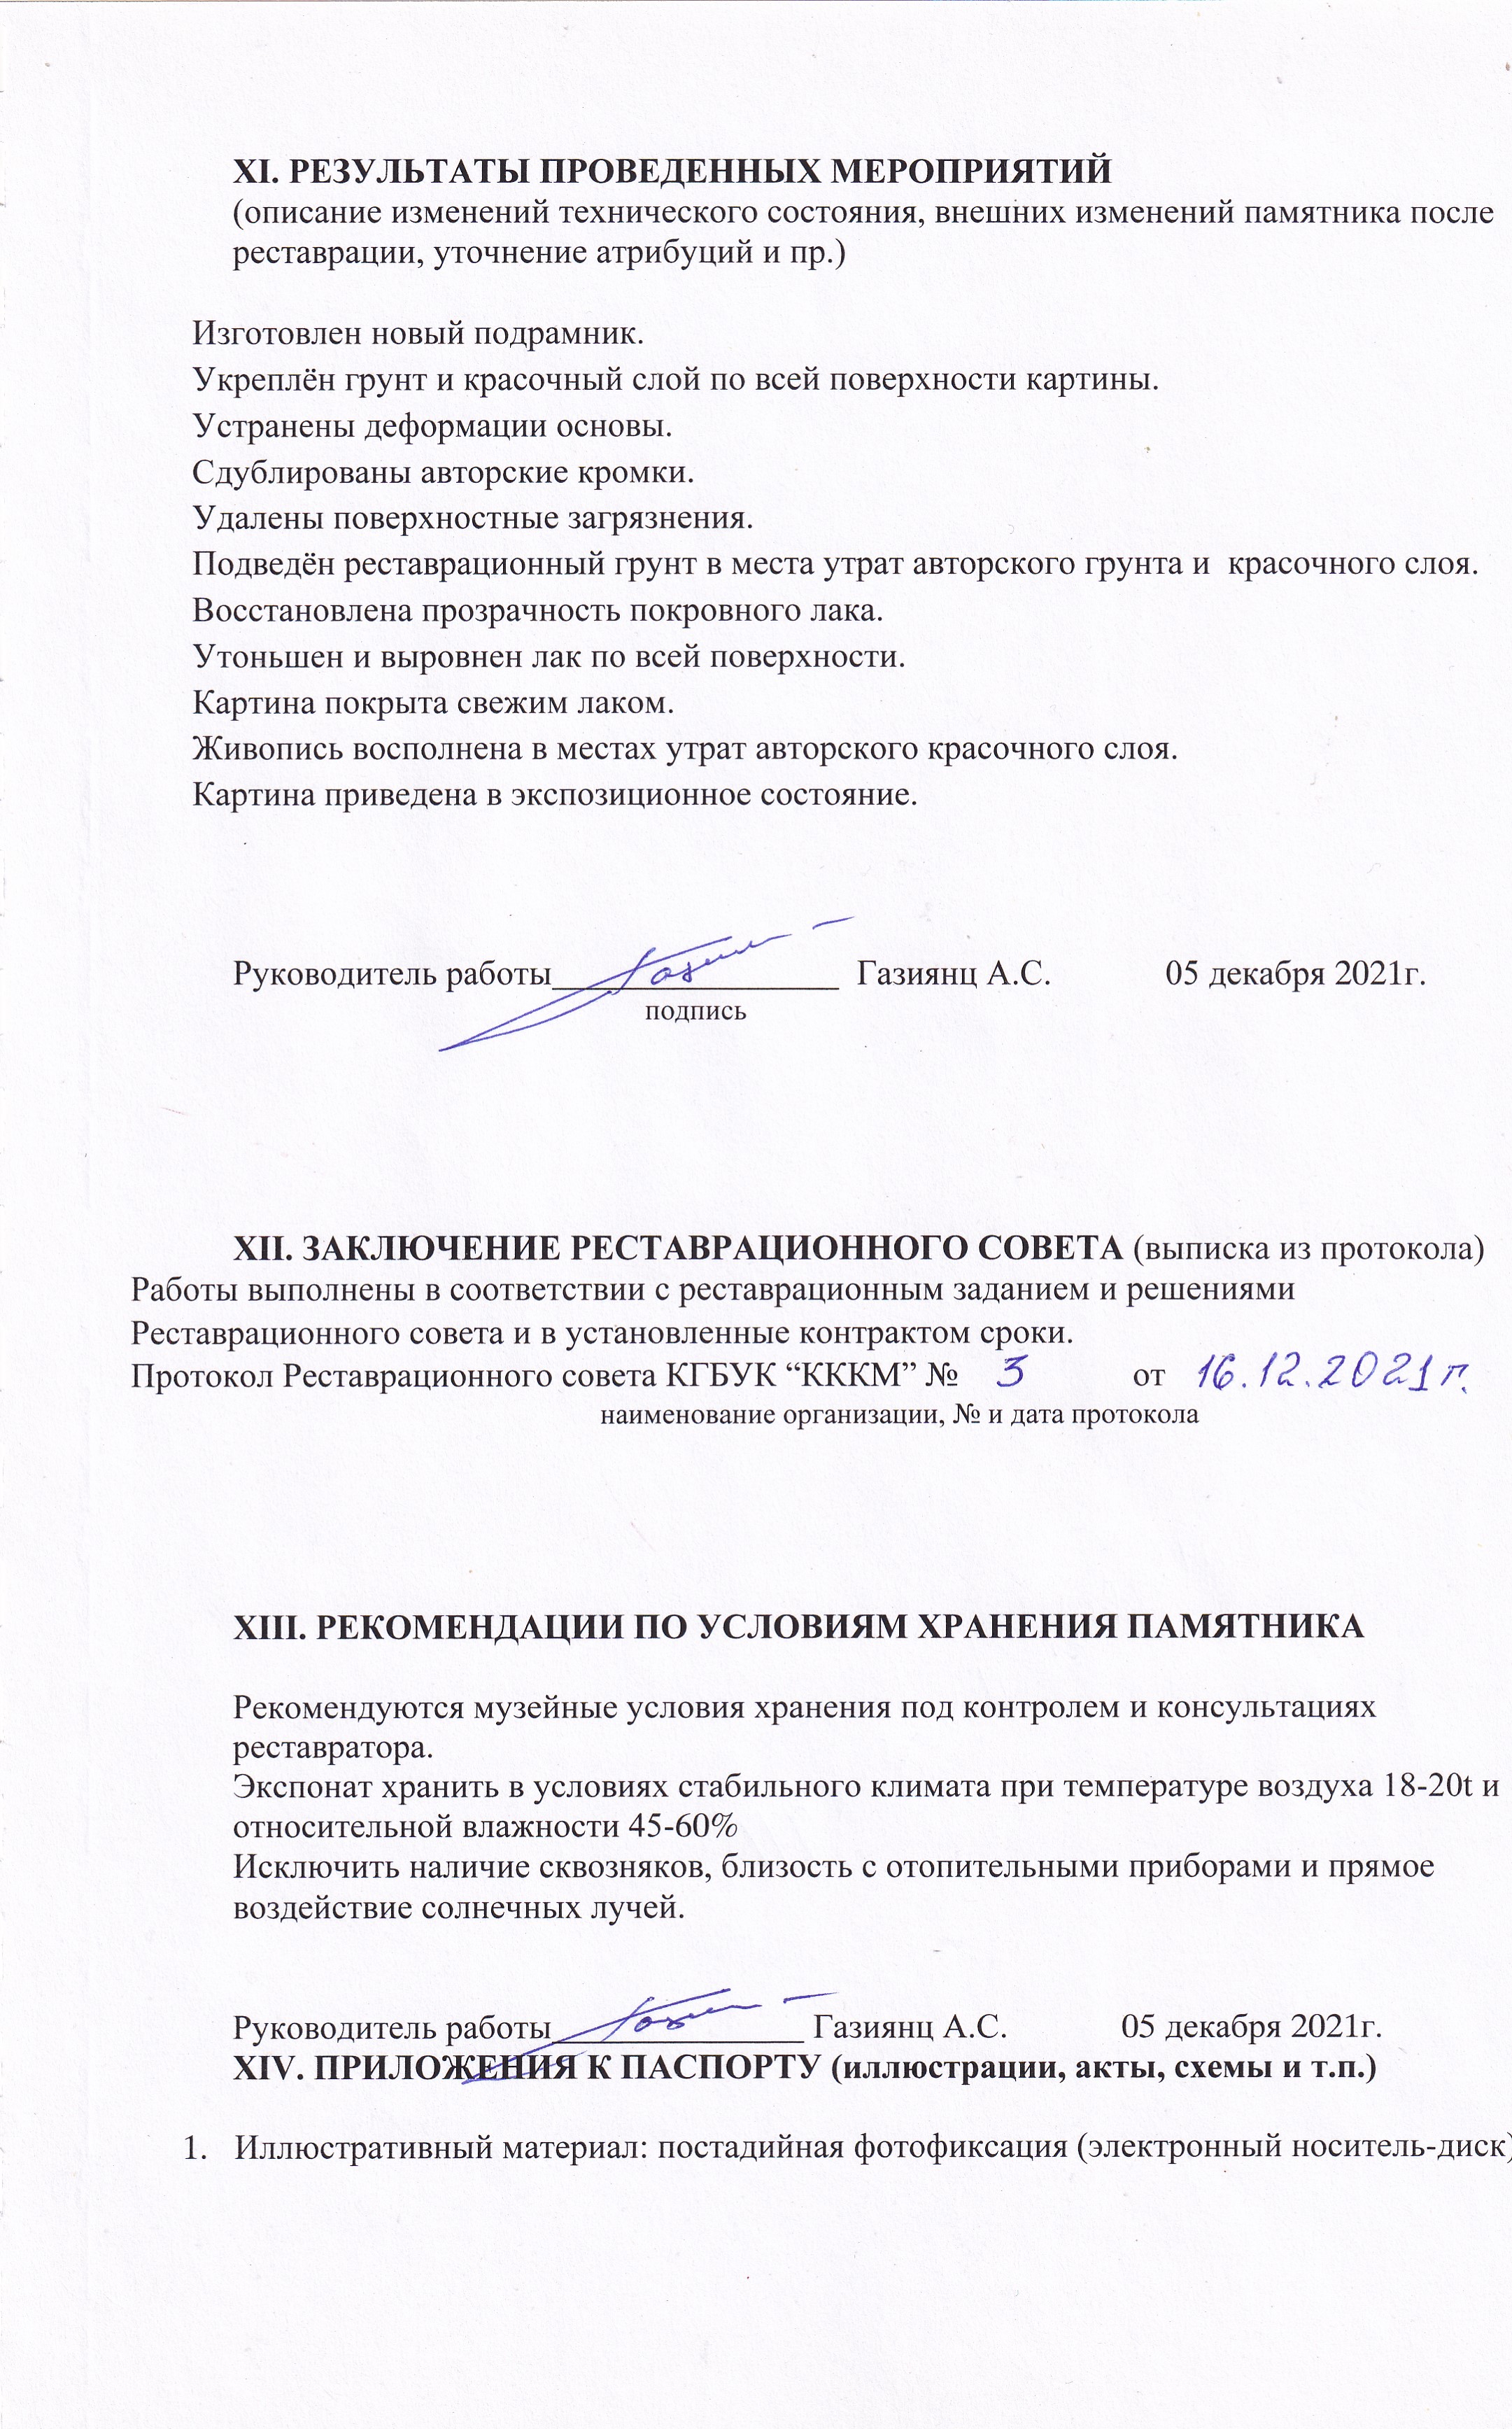 XI. РЕЗУЛЬТАТЫ ПРОВЕДЕННЫХ МЕРОПРИЯТИЙ
(описание изменений технического состояния, внешних изменений памятника после
реставрации, уточнение атрибуций и пр.)
Изготовлен новый подрамник.
Укреплён грунт и красочный слой по всей поверхности картины.
Устранены деформации основы.
Сдублированы авторские кромки.
Удалены поверхностные загрязнения.
Подведён реставрационный грунт в места утрат авторского грунта и красочного слоя.
Восстановлена прозрачность покровного лака.
Утоньшен и выровнен лак по всей поверхности.
Картина покрыта свежим лаком.
Живопись восполнена в местах утрат авторского красочного слоя.
Картина приведена в экспозиционное состояние.
Руководитель работы________________ Газиянц А.С. 05 декабря 2021г.
подпись
XII. ЗАКЛЮЧЕНИЕ РЕСТАВРАЦИОННОГО СОВЕТА (выписка из протокола)
Работы выполнены в соответствии с реставрационным заданием и решениями
Реставрационного совета и в установленные контрактом сроки.
Протокол Реставрационного совета КГБУК “КККМ” № 3 от 16.12.2021г.
наименование организации, № и дата протокола
XIII. РЕКОМЕНДАЦИИ ПО УСЛОВИЯМ ХРАНЕНИЯ ПАМЯТНИКА
Рекомендуются музейные условия хранения под контролем и консультациях
реставратора.
Экспонат хранить в условиях стабильного климата при температуре воздуха 18-20t и
относительной влажности 45-60%
Исключить наличие сквозняков, близость с отопительными приборами и прямое
воздействие солнечных лучей.
Руководитель работы______________ Газиянц А.С. 05 декабря 2021г.
XIV. ПРИЛОЖЕНИЯ К ПАСПОРТУ (иллюстрации, акты, схемы и т.п.)
1. Иллюстративный материал: постадийная фотофиксация (электронный носитель-диск)